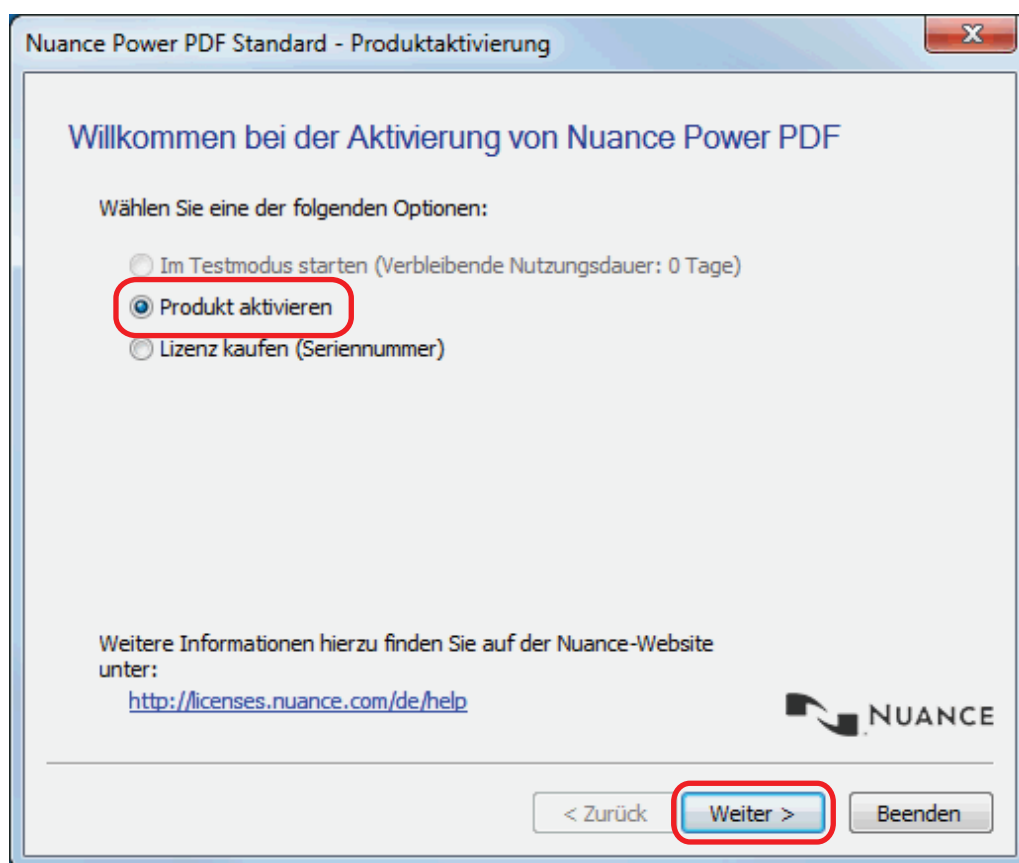 Nuance Power PDF Standard - Produktaktivierung
Willkommen bei der Aktivierung von Nuance Power PDF
Wählen Sie eine der folgenden Optionen:
Im Testmodus starten (Verbleibende Nutzungsdauer: 0 Tage)
Produkt aktivieren
Lizenz kaufen (Seriennummer)
Weitere Informationen hierzu finden Sie auf der Nuance-Website
unter:
http://licenses.nuance.com/de/help
NUANCE
< Zurück Weiter > Beenden